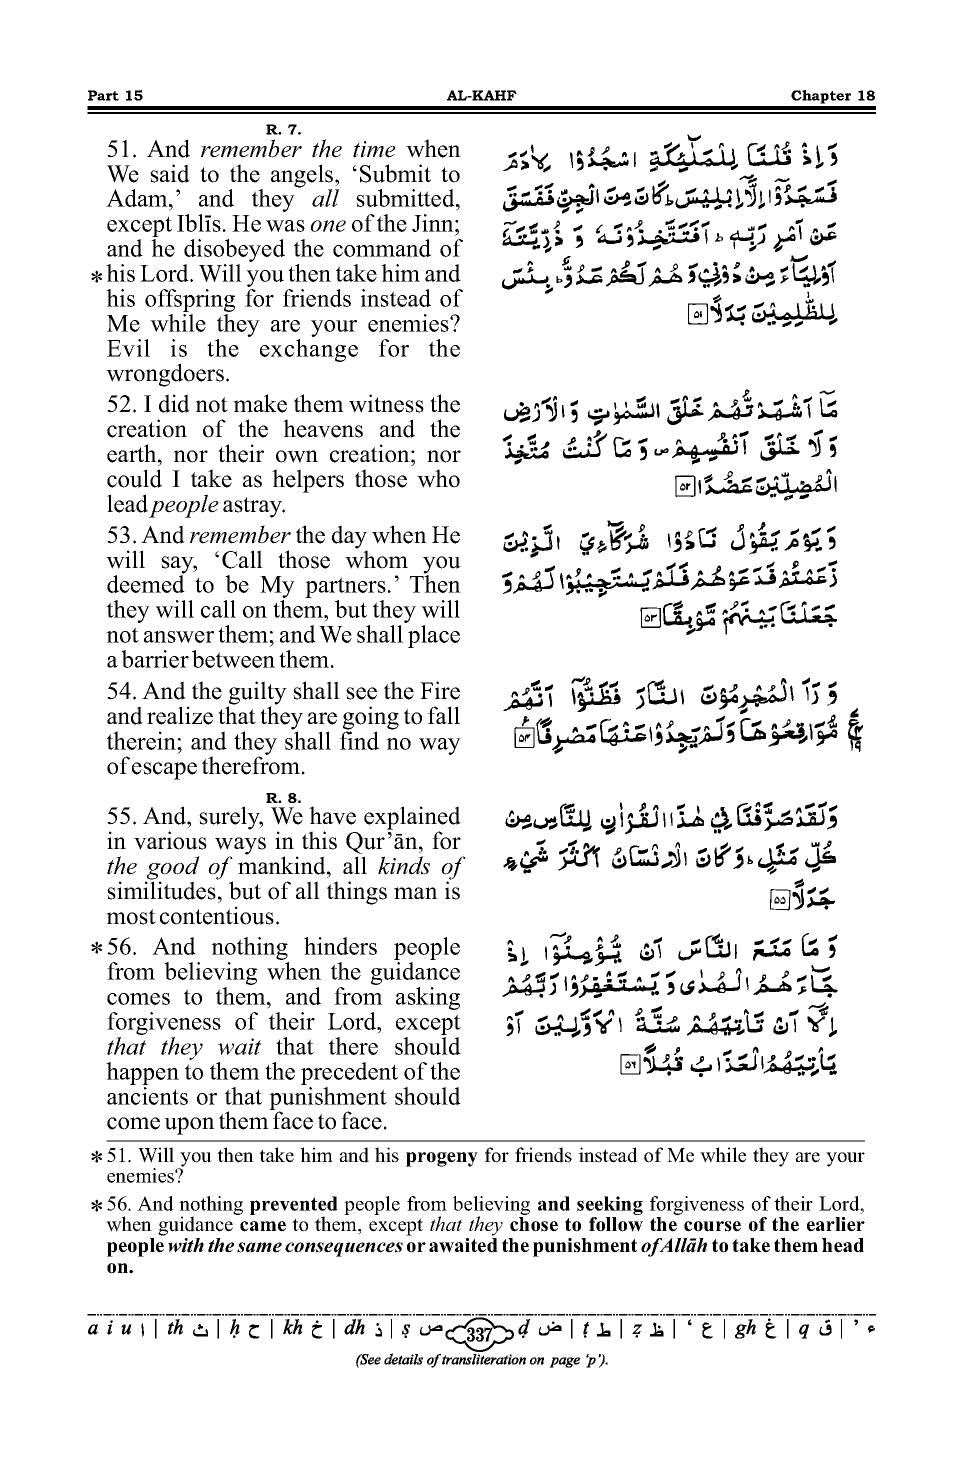 Part 15 AL-KAHF Chapter 18
R. 7.
51. And remember the time when
We said to the angels, ‘Submit to
Adam,’ and they all submitted,
except Iblīs. He was one of the Jinn;
and he disobeyed the command of
*his Lord. Will you then take him and
his offspring for friends instead of
Me while they are your enemies?
Evil is the exchange for the
wrongdoers.
وَاِذْ قُلْنَا لِلْمَلٰٓئِكَةِ اسْجُدُوْا لِاٰدَمَ
فَسَجَدُوْٓا اِلَّآ اِبْلِيْسَ ؕ كَانَ مِنَ الْجِنِّ فَفَسَقَ
عَنْ اَمْرِ رَبِّهٖ ؕ اَفَتَتَّخِذُوْنَهٗ وَ ذُرِّيَّتَهٗۤ
اَوْلِيَآءَ مِنْ دُوْنِيْ وَ هُمْ لَكُمْ عَدُوٌّ ؕ بِئْسَ
لِلظّٰلِمِيْنَ بَدَلًا ۵۱
52. I did not make them witness the
creation of the heavens and the
earth, nor their own creation; nor
could I take as helpers those who
lead people astray.
مَآ اَشْهَدْتُّهُمْ خَلْقَ السَّمٰوٰتِ وَ الْاَرْضِ
وَ لَا خَلْقَ اَنْفُسِهِمْ ۪ وَ مَا كُنْتُ مُتَّخِذَ
الْمُضِلِّيْنَ عَضُدًا ۵۲
53. And remember the day when He
will say, ‘Call those whom you
deemed to be My partners.’ Then
they will call on them, but they will
not answer them; and We shall place
a barrier between them.
وَ يَوْمَ يَقُوْلُ نَادُوْا شُرَكَآءِيَ الَّذِيْنَ
زَعَمْتُمْ فَدَعَوْهُمْ فَلَمْ يَسْتَجِيْبُوْا لَهُمْ وَ
جَعَلْنَا بَيْنَهُمْ مَّوْبِقًا ۵۳
54. And the guilty shall see the Fire
and realize that they are going to fall
therein; and they shall find no way
of escape therefrom.
وَ رَاَ الْمُجْرِمُوْنَ النَّارَ فَظَنُّوْٓا اَنَّهُمْ
مُّوَاقِعُوْهَا وَ لَمْ يَجِدُوْا عَنْهَا مَصْرِفًا ۵۴
R. 8.
55. And, surely, We have explained
in various ways in this Qur’ān, for
the good of mankind, all kinds of
similitudes, but of all things man is
most contentious.
وَلَقَدْ صَرَّفْنَا فِيْ هٰذَا الْقُرْاٰنِ لِلنَّاسِ مِنْ
كُلِّ مَثَلٍ ؕ وَ كَانَ الْاِنْسَانُ اَكْثَرَ شَيْءٍ
جَدَلًا ۵۵
*56. And nothing hinders people
from believing when the guidance
comes to them, and from asking
forgiveness of their Lord, except
that they wait that there should
happen to them the precedent of the
ancients or that punishment should
come upon them face to face.
وَ مَا مَنَعَ النَّاسَ اَنْ يُّؤْمِنُوْٓا اِذْ
جَآءَهُمُ الْهُدٰى وَ يَسْتَغْفِرُوْا رَبَّهُمْ
اِلَّآ اَنْ تَاْتِيَهُمْ سُنَّةُ الْاَوَّلِيْنَ اَوْ
يَاْتِيَهُمُ الْعَذَابُ قُبُلًا ۵۶
*51. Will you then take him and his progeny for friends instead of Me while they are your
enemies?
*56. And nothing prevented people from believing and seeking forgiveness of their Lord,
when guidance came to them, except that they chose to follow the course of the earlier
people with the same consequences or awaited the punishment of Allāh to take them head
on.
a i u ا | th ث | ḥ ح | kh خ | dh ذ | ṣ ص 337 ḍ ض | ṭ ط | ẓ ظ | ‘ ع | gh غ | q ق | ’ ء
(See details of transliteration on page ‘p’).